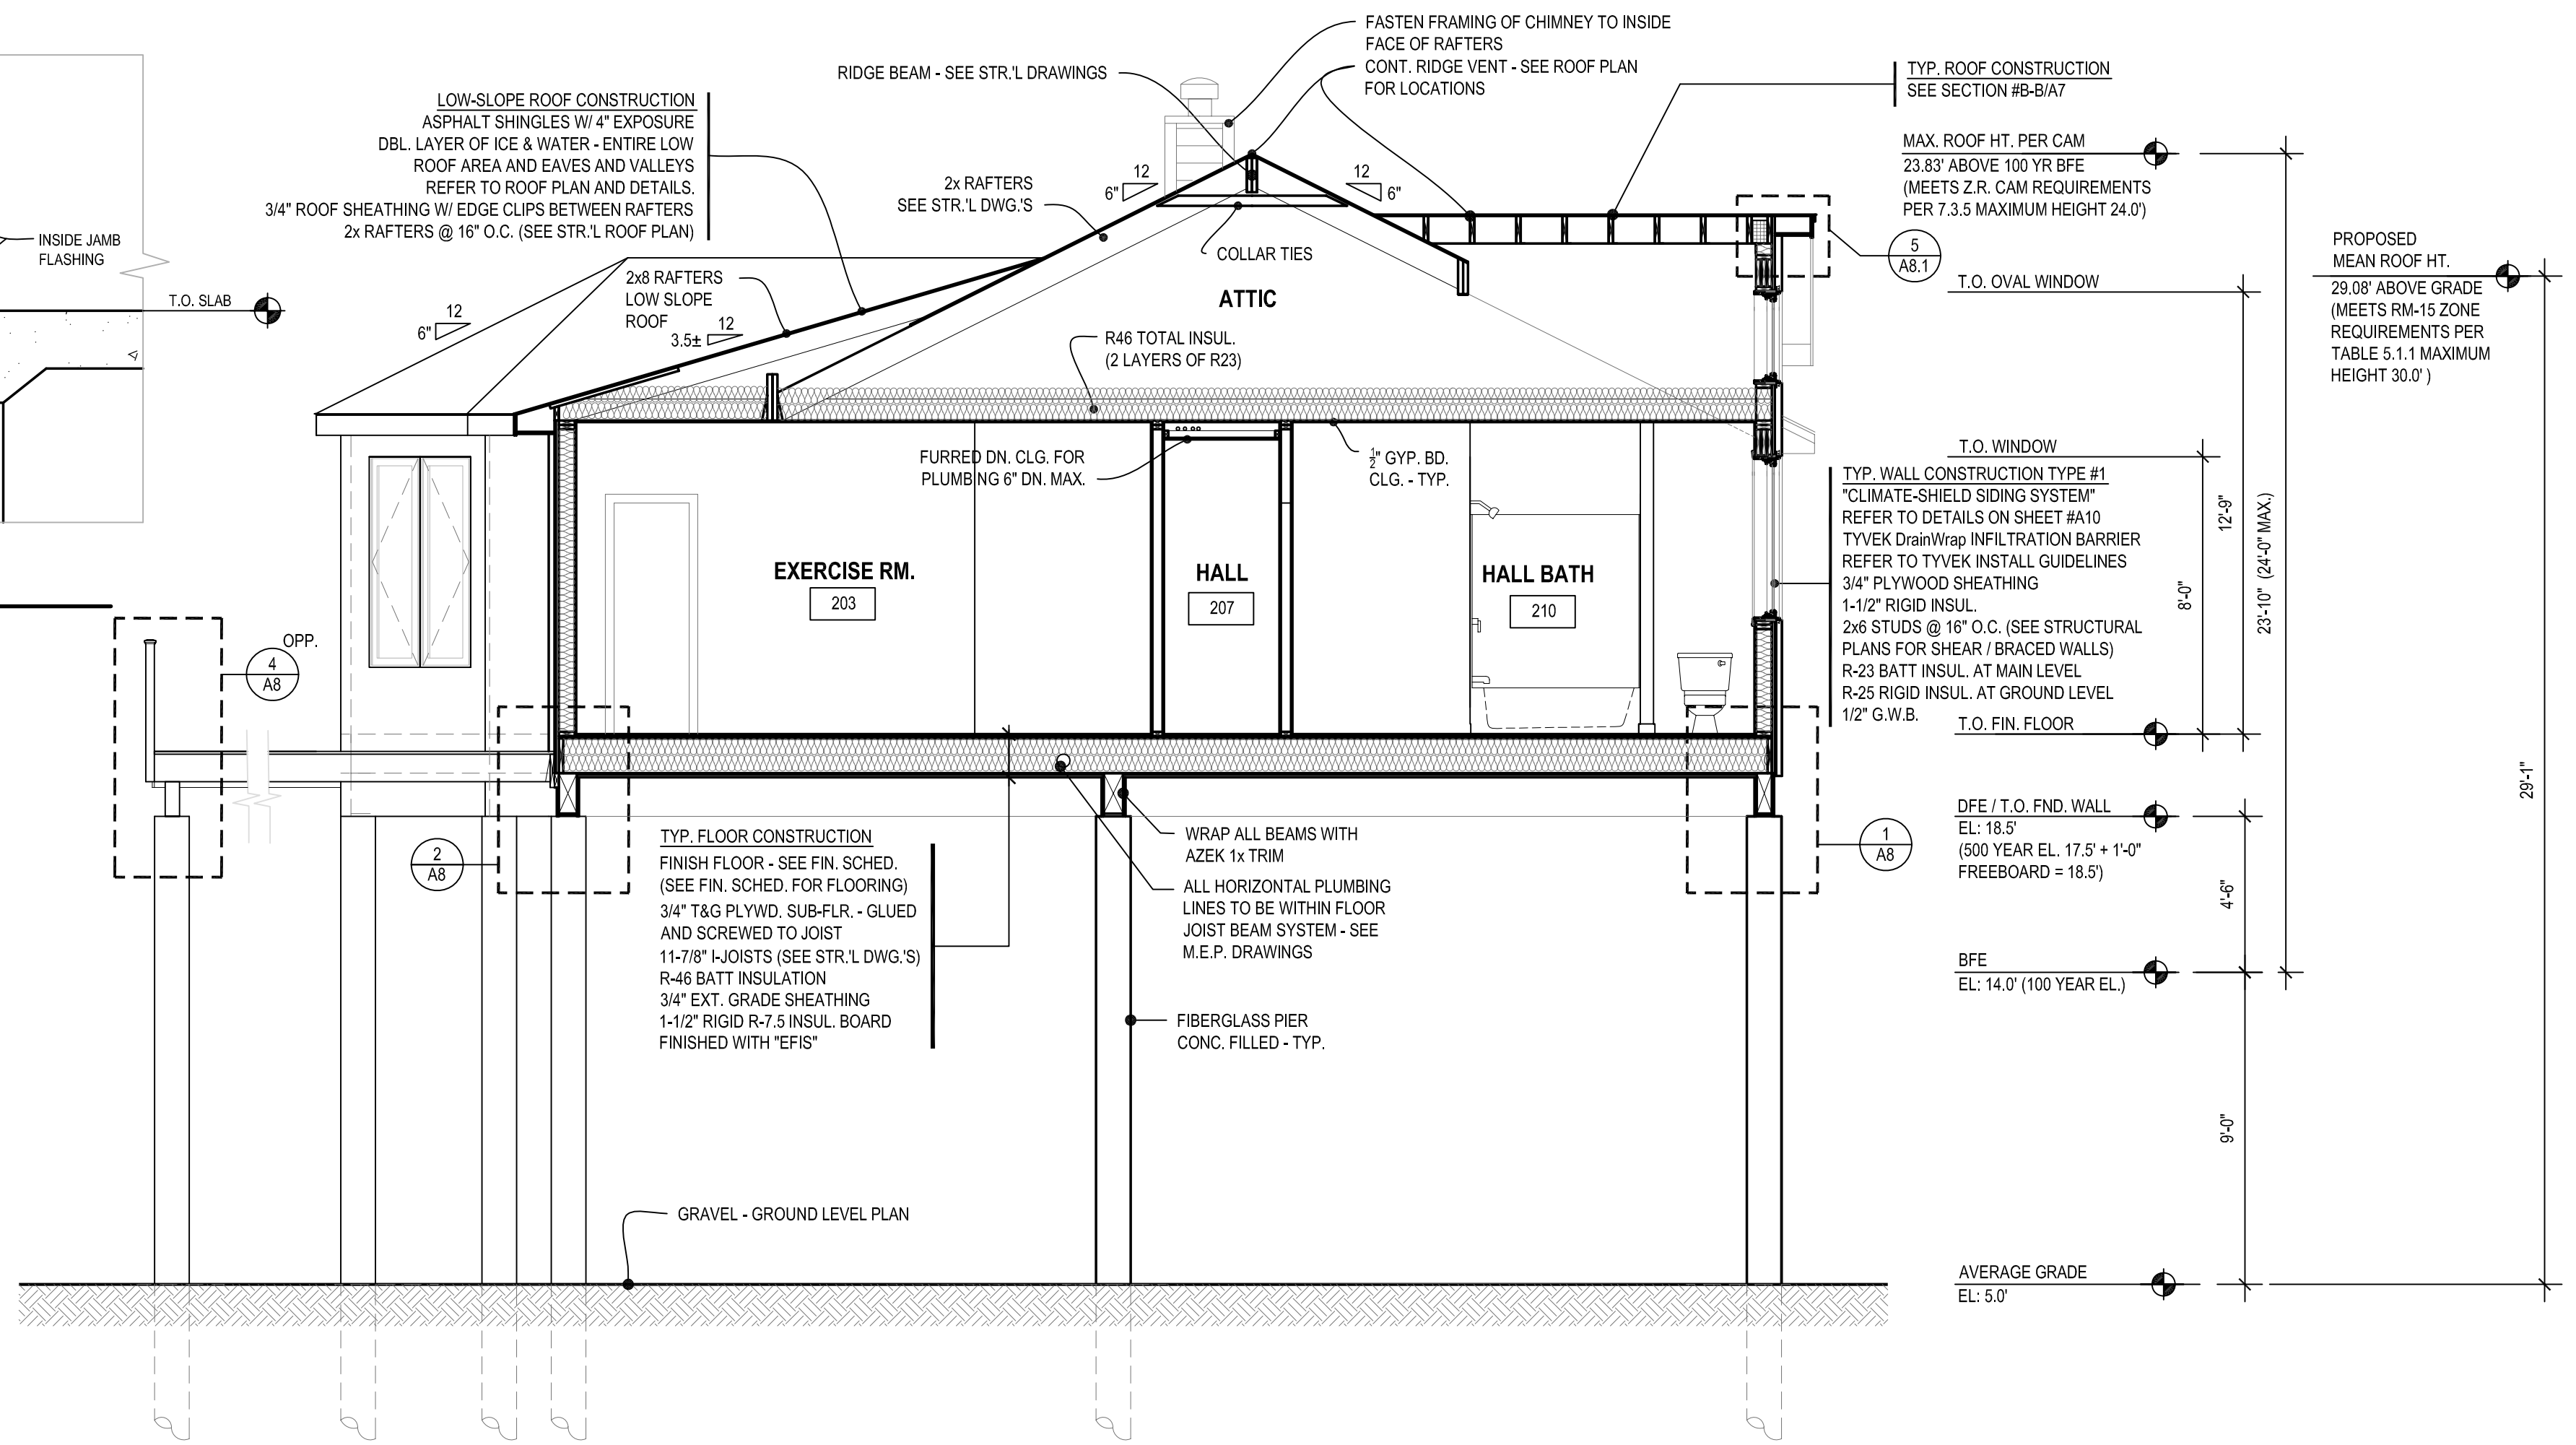 FASTEN FRAMING OF CHIMNEY TO INSIDE
FACE OF RAFTERS
CONT. RIDGE VENT - SEE ROOF PLAN
FOR LOCATIONS
RIDGE BEAM - SEE STR.'L DRAWINGS
TYP. ROOF CONSTRUCTION
SEE SECTION #B-B/A7
LOW-SLOPE ROOF CONSTRUCTION
ASPHALT SHINGLES W/ 4" EXPOSURE
DBL. LAYER OF ICE & WATER - ENTIRE LOW
ROOF AREA AND EAVES AND VALLEYS
REFER TO ROOF PLAN AND DETAILS.
3/4" ROOF SHEATHING W/ EDGE CLIPS BETWEEN RAFTERS
2x RAFTERS @ 16" O.C. (SEE STR.'L ROOF PLAN)
MAX. ROOF HT. PER CAM
23.83' ABOVE 100 YR BFE
(MEETS Z.R. CAM REQUIREMENTS
PER 7.3.5 MAXIMUM HEIGHT 24.0')
2x RAFTERS
SEE STR.'L DWG.'S
12
6"
12
6"
INSIDE JAMB
FLASHING
COLLAR TIES
5
A8.1
PROPOSED
MEAN ROOF HT.
29.08' ABOVE GRADE
(MEETS RM-15 ZONE
REQUIREMENTS PER
TABLE 5.1.1 MAXIMUM
HEIGHT 30.0' )
2x8 RAFTERS
LOW SLOPE
ROOF
T.O. OVAL WINDOW
T.O. SLAB
12
6"
12
3.5±
ATTIC
R46 TOTAL INSUL.
(2 LAYERS OF R23)
FURRED DN. CLG. FOR
PLUMBING 6" DN. MAX.
1/2" GYP. BD.
CLG. - TYP.
T.O. WINDOW
TYP. WALL CONSTRUCTION TYPE #1
"CLIMATE-SHIELD SIDING SYSTEM"
REFER TO DETAILS ON SHEET #A10
TYVEK DrainWrap INFILTRATION BARRIER
REFER TO TYVEK INSTALL GUIDELINES
3/4" PLYWOOD SHEATHING
1-1/2" RIGID INSUL.
2x6 STUDS @ 16" O.C. (SEE STRUCTURAL
PLANS FOR SHEAR / BRACED WALLS)
R-23 BATT INSUL. AT MAIN LEVEL
R-25 RIGID INSUL. AT GROUND LEVEL
1/2" G.W.B.
8'-0"
12'-9"
23'-10" (24'-0" MAX.)
29'-1"
EXERCISE RM.
203
HALL
207
HALL BATH
210
OPP.
4
A8
T.O. FIN. FLOOR
DFE / T.O. FND. WALL
EL: 18.5'
(500 YEAR EL. 17.5' + 1'-0"
FREEBOARD = 18.5')
2
A8
1
A8
TYP. FLOOR CONSTRUCTION
FINISH FLOOR - SEE FIN. SCHED.
(SEE FIN. SCHED. FOR FLOORING)
3/4" T&G PLYWD. SUB-FLR. - GLUED
AND SCREWED TO JOIST
11-7/8" I-JOISTS (SEE STR.'L DWG.'S)
R-46 BATT INSULATION
3/4" EXT. GRADE SHEATHING
1-1/2" RIGID R-7.5 INSUL. BOARD
FINISHED WITH "EFIS"
WRAP ALL BEAMS WITH
AZEK 1x TRIM
ALL HORIZONTAL PLUMBING
LINES TO BE WITHIN FLOOR
JOIST BEAM SYSTEM - SEE
M.E.P. DRAWINGS
4'-6"
BFE
EL: 14.0' (100 YEAR EL.)
FIBERGLASS PIER
CONC. FILLED - TYP.
9'-0"
GRAVEL - GROUND LEVEL PLAN
AVERAGE GRADE
EL: 5.0'